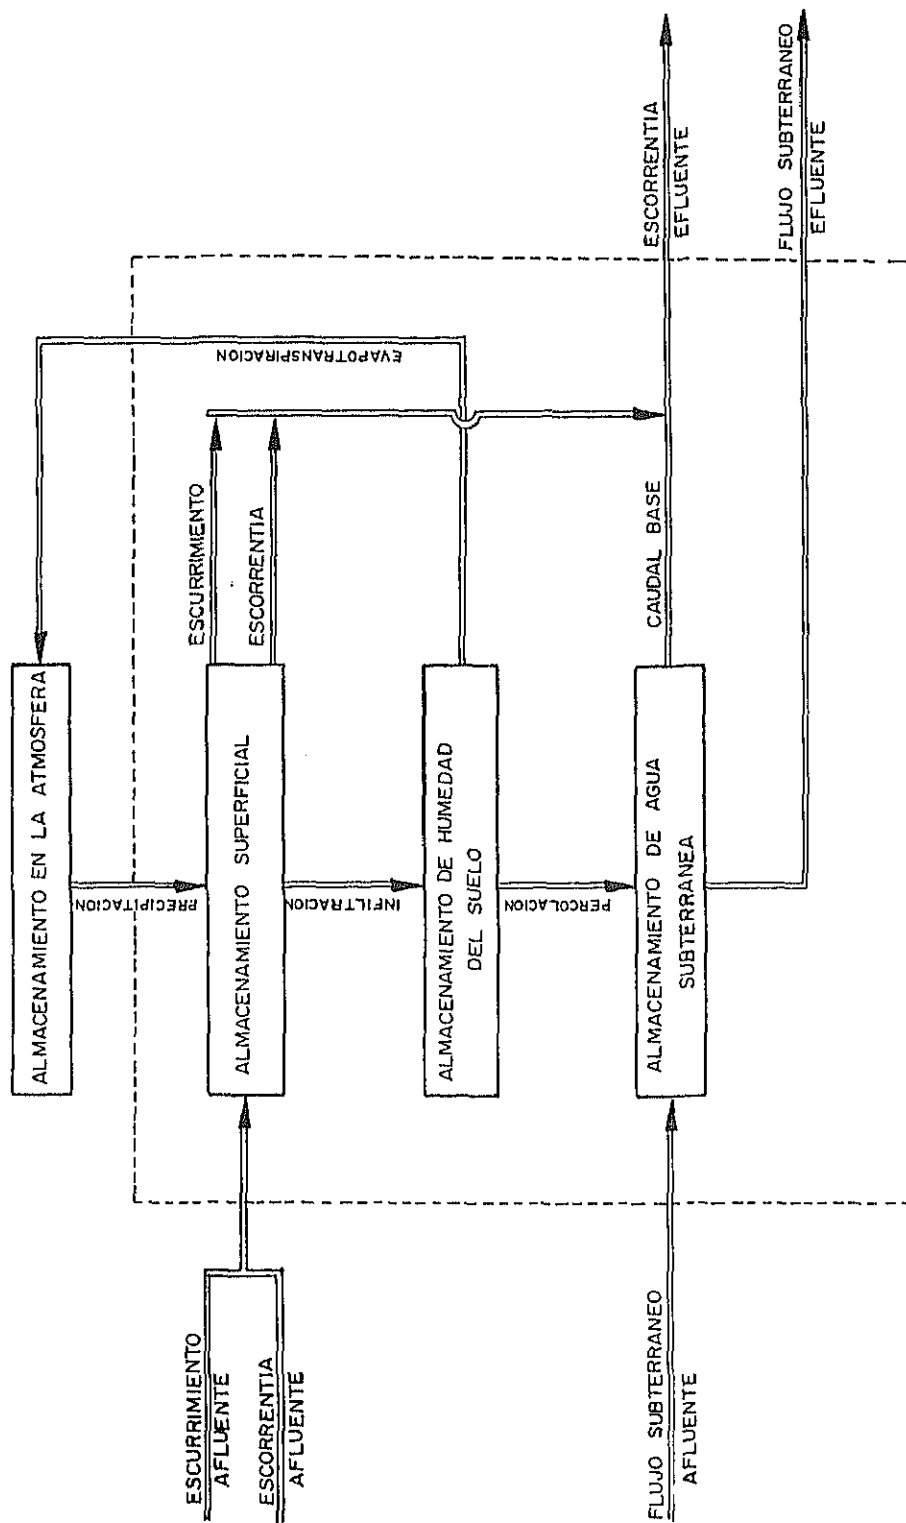 ALMACENAMIENTO EN LA ATMOSFERA
PRECIPITACION
EVAPOTRANSPIRACION
ESCURRIMIENTO
AFLUENTE
ESCORRENTIA
AFLUENTE
ALMACENAMIENTO SUPERFICIAL
ESCURRIMIENTO
ESCORRENTIA
INFILTRACION
ALMACENAMIENTO DE HUMEDAD
DEL SUELO
PERCOLACION
FLUJO SUBTERRANEO
AFLUENTE
ALMACENAMIENTO DE AGUA
SUBTERRANEA
CAUDAL BASE
ESCORRENTIA
EFLUENTE
FLUJO SUBTERRANEO
EFLUENTE